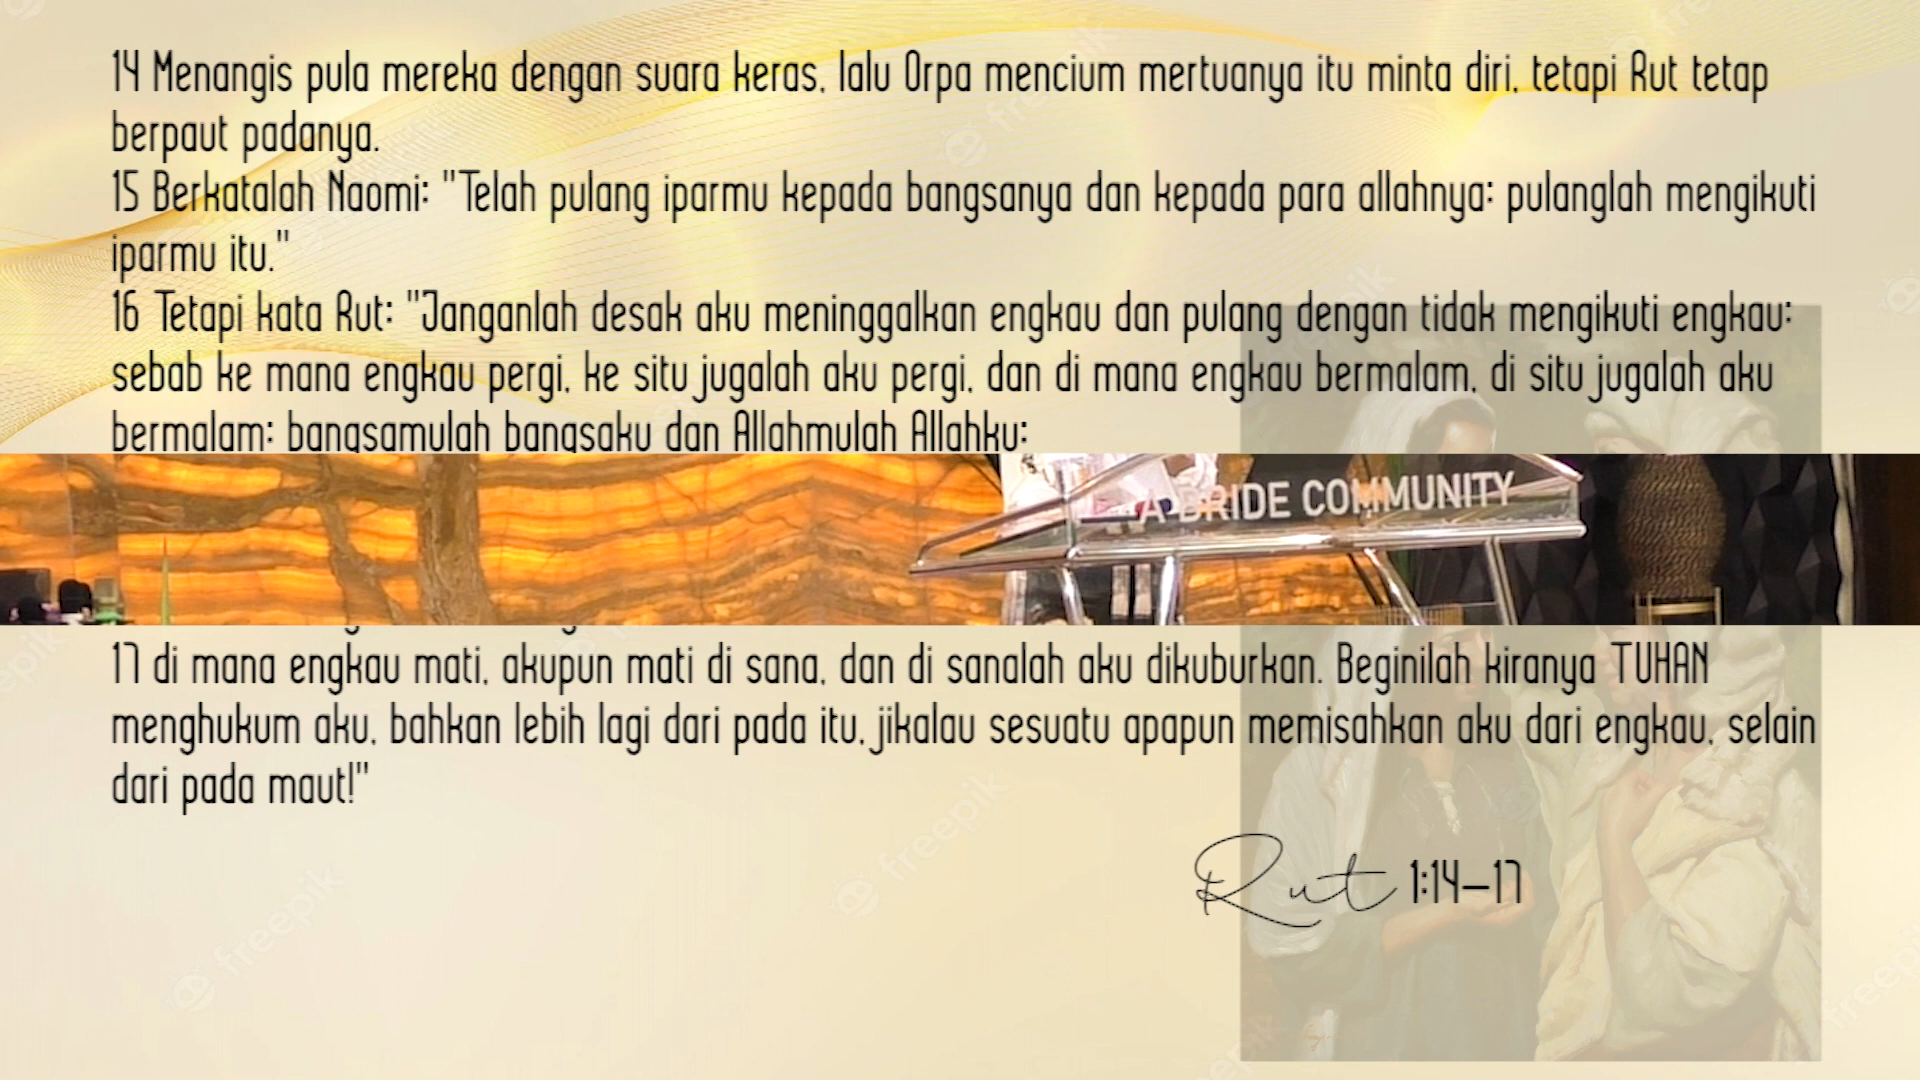 14 Menangis pula mereka dengan suara keras, lalu Orpa mencium mertuanya itu minta diri, tetapi Rut tetap
berpaut padanya.
15 Berkatalah Naomi: "Telah pulang iparmu kepada bangsanya dan kepada para allahnya; pulanglah mengikuti
iparmu itu."
16 Tetapi kata Rut: "Janganlah desak aku meninggalkan engkau dan pulang dengan tidak mengikuti engkau;
sebab ke mana engkau pergi, ke situ jugalah aku pergi, dan di mana engkau bermalam, di situ jugalah aku
bermalam: bangsamulah bangsaku dan Allahmulah Allahku;
A BRIDE COMMUNITY
17 di mana engkau mati, akupun mati di sana, dan di sanalah aku dikuburkan. Beginilah kiranya TUHAN
menghukum aku, bahkan lebih lagi dari pada itu, jikalau sesuatu apapun memisahkan aku dari engkau, selain
dari pada maut!"
Rut 1:14-17
freepik
freepik
freepik